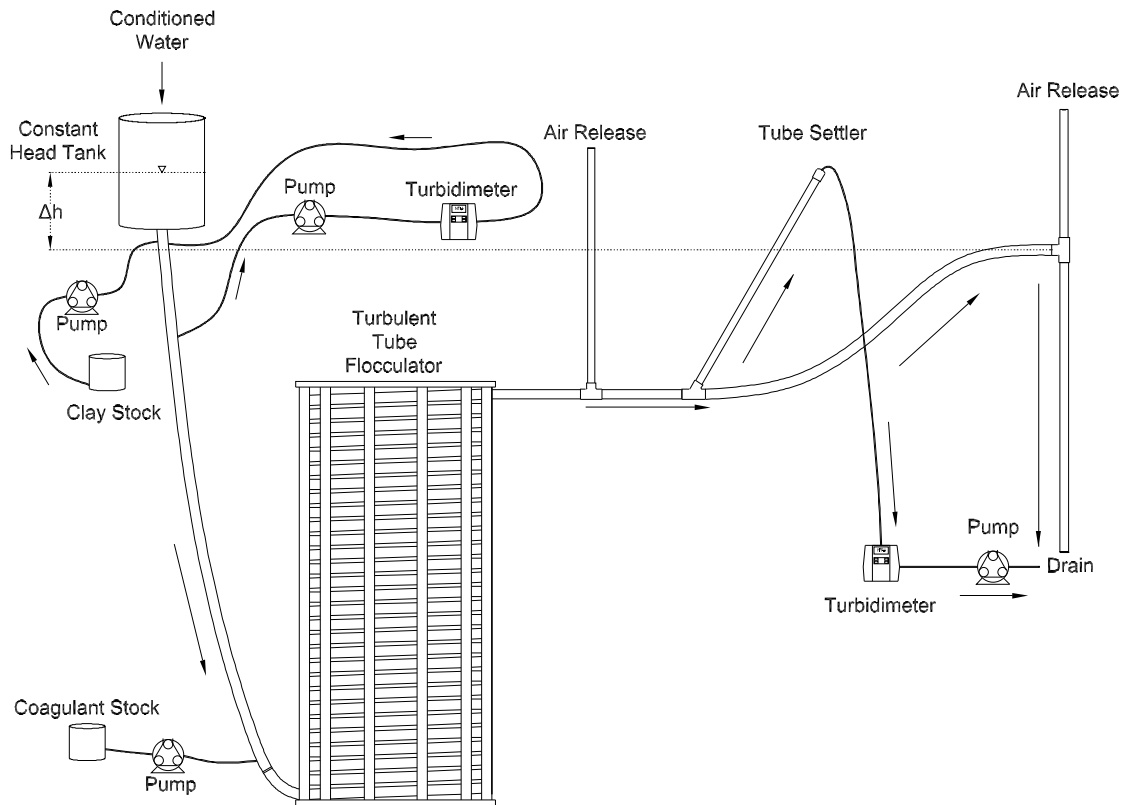 Conditioned
Water
Air Release
Constant
Head Tank
Air Release
Tube Settler
Pump
Turbidimeter
Δh
Pump
Turbulent
Tube
Flocculator
Clay Stock
Pump
Drain
Turbidimeter
Coagulant Stock
Pump